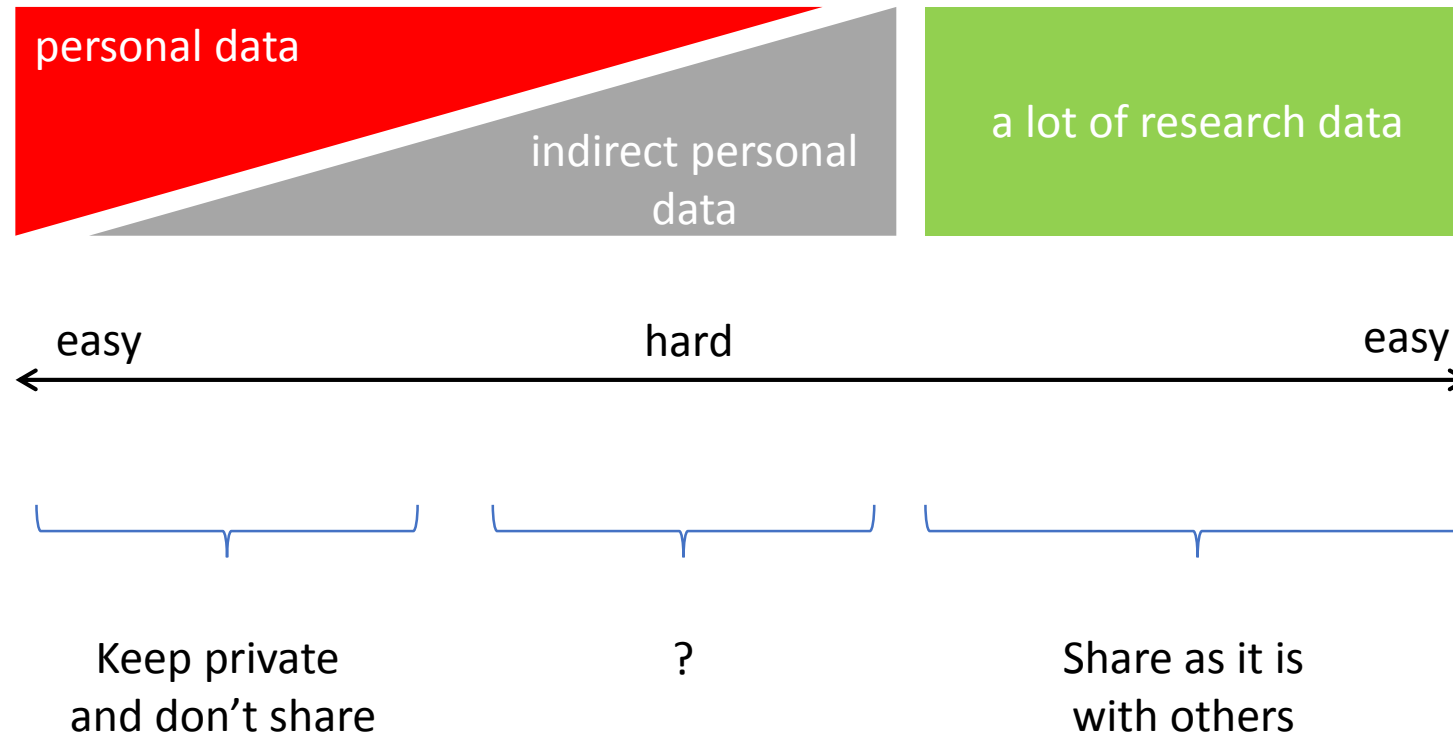 personal data
indirect personal
data
a lot of research data
easy
hard
easy
Keep private
and don’t share
?
Share as it is
with others